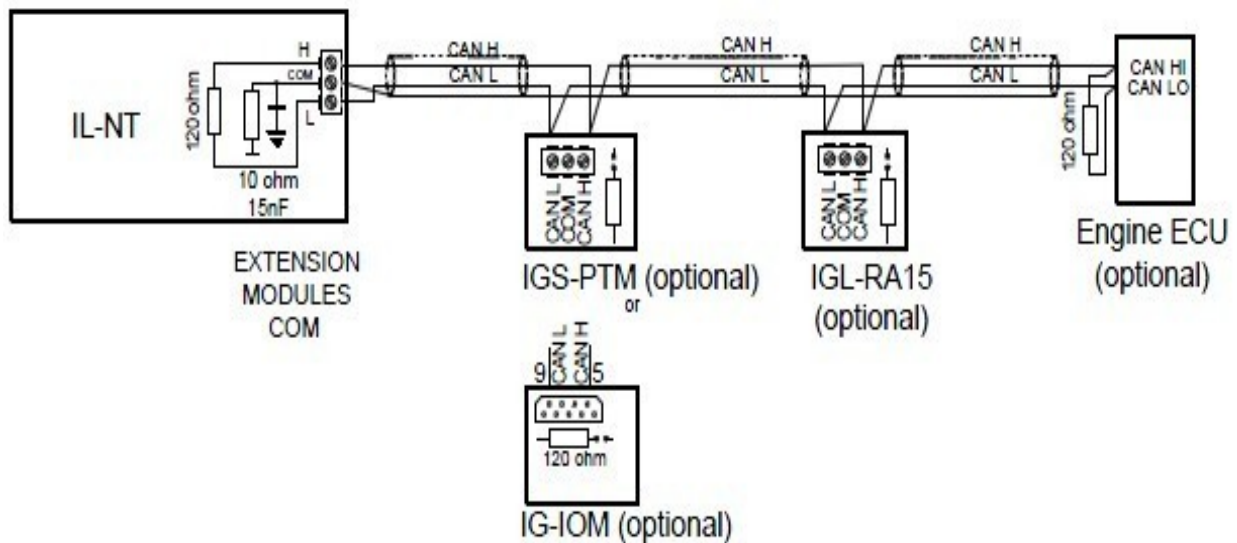 IL-NT
120 ohm
10 ohm
15nF
H
COM
L
EXTENSION
MODULES
COM
CAN H
CAN L
CAN H
CAN L
CAN H
CAN L
CAN L
COM
CAN H
IGS-PTM (optional)
or
CAN L
COM
CAN H
IGL-RA15
(optional)
120 ohm
CAN HI
CAN LO
Engine ECU
(optional)
9
CAN L
CAN H
5
120 ohm
IG-IOM (optional)